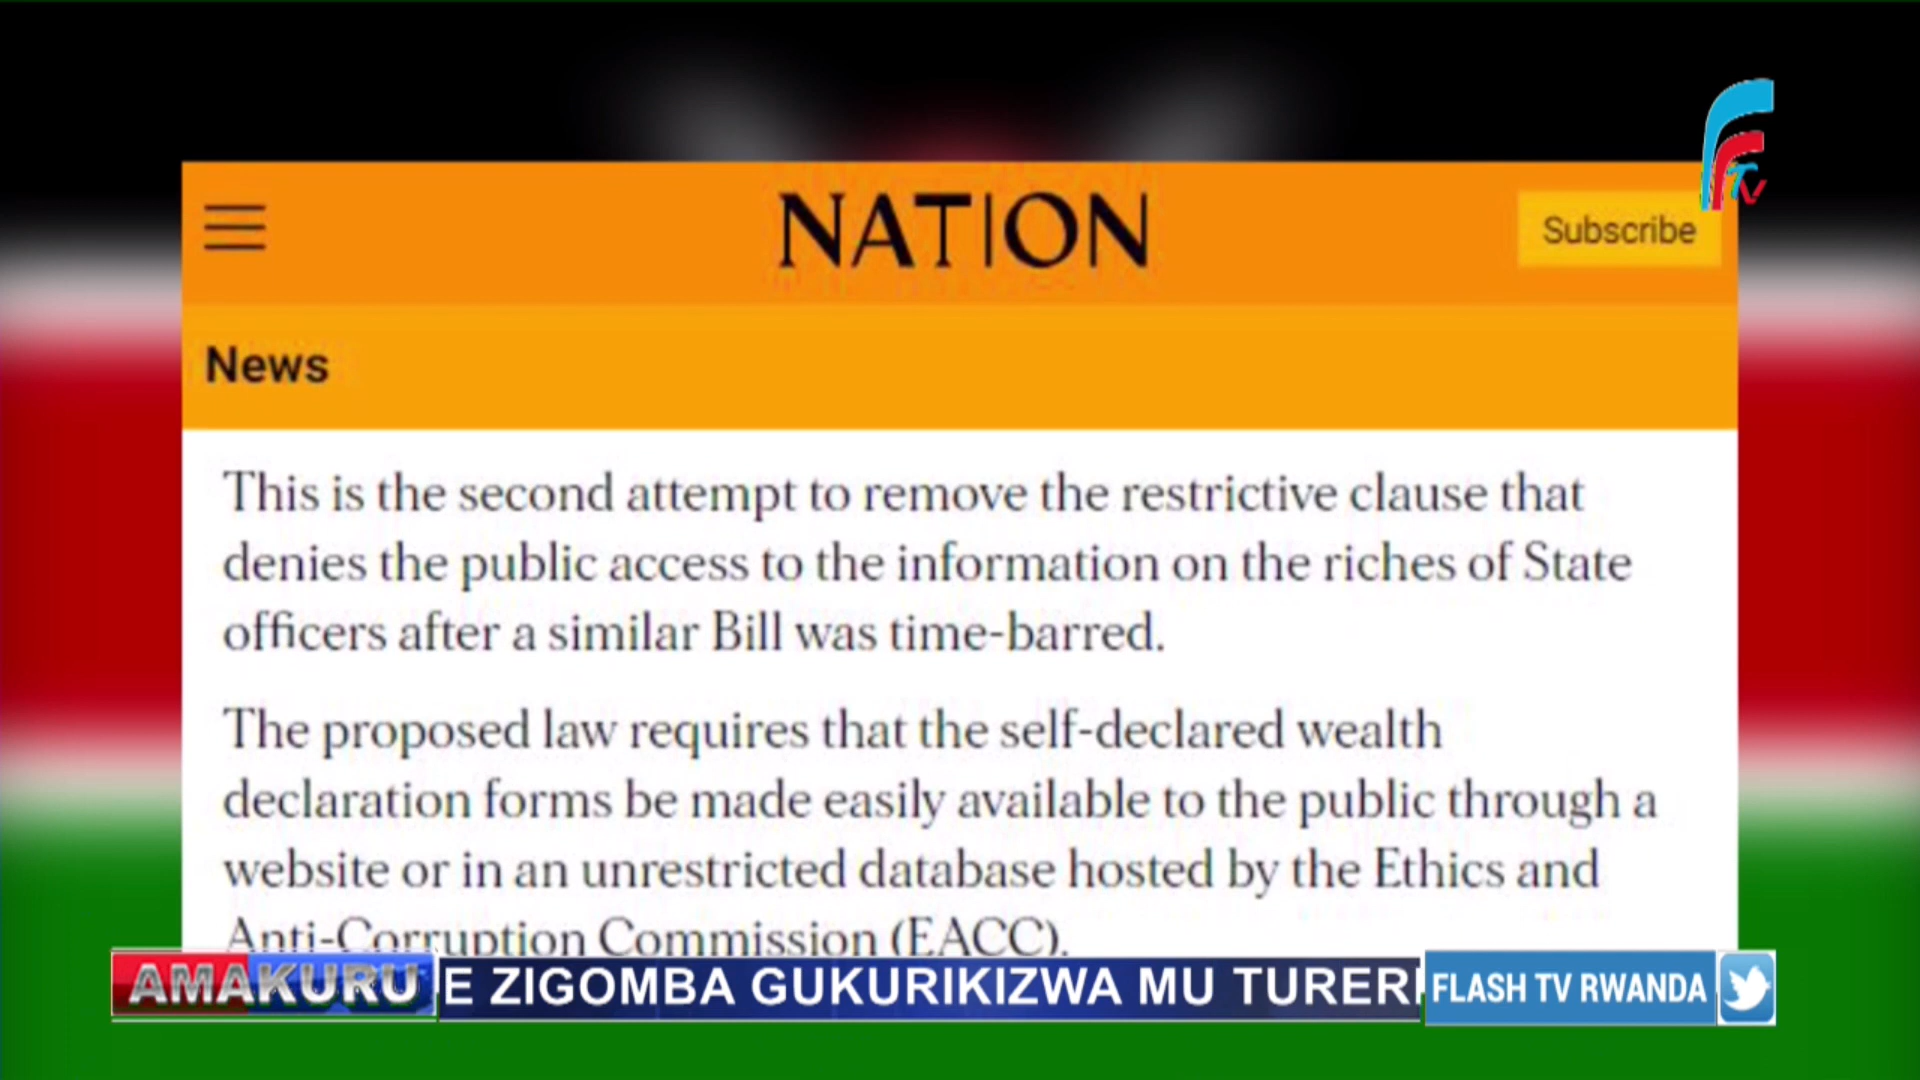 TV
NATION
Subscribe
News
This is the second attempt to remove the restrictive clause that
denies the public access to the information on the riches of State
officers after a similar Bill was time-barred.
The proposed law requires that the self-declared wealth
declaration forms be made easily available to the public through a
website or in an unrestricted database hosted by the Ethics and
Anti-Corruption Commission (EACC).
AMAKURU
E ZIGOMBA GUKURIKIZWA MU TURER
FLASH TV RWANDA